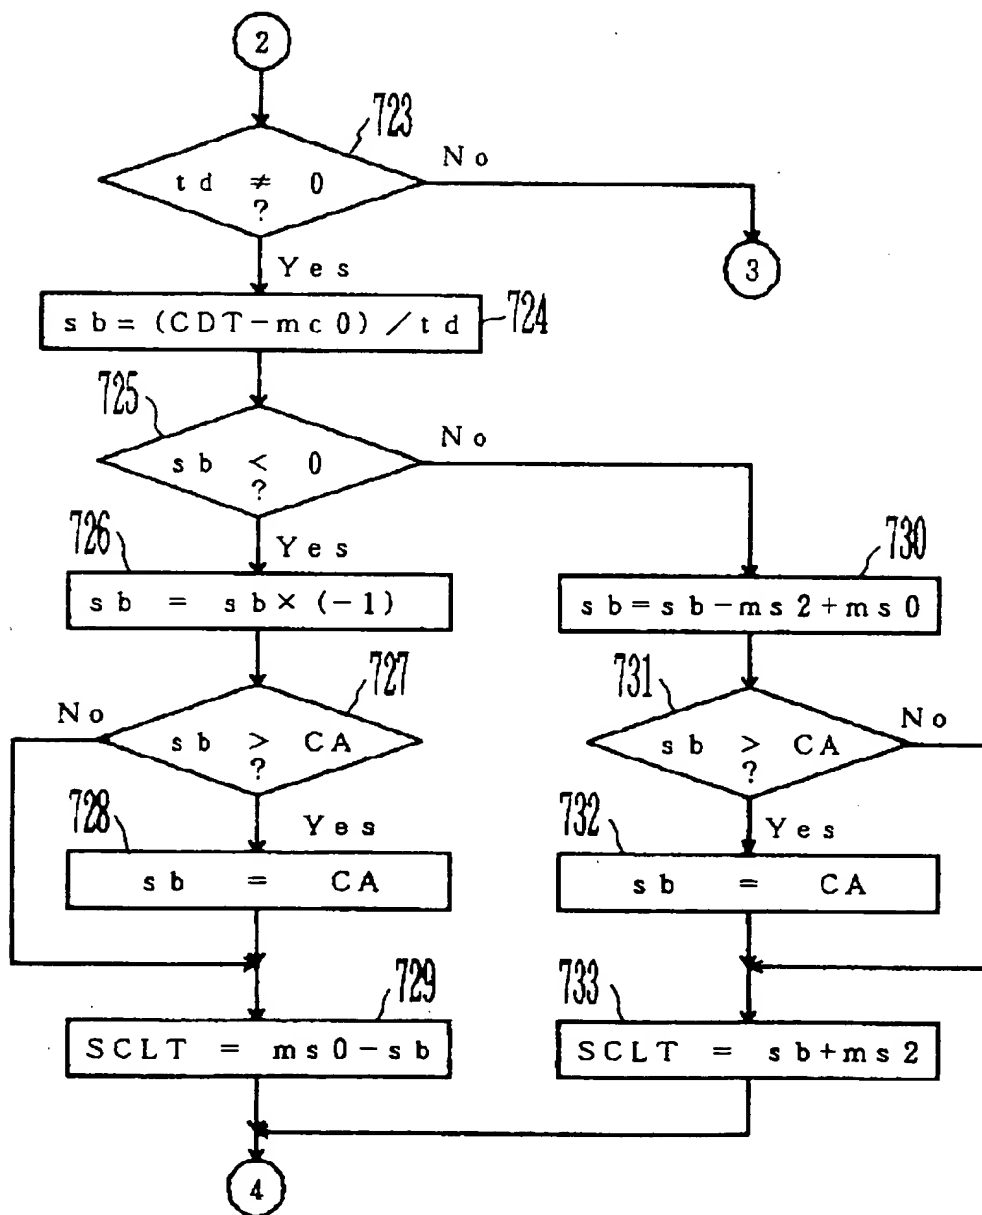 2
723
td ≠ 0
?
No
Yes
3
sb=(CDT-mc0)/td
724
725
sb < 0
?
No
Yes
726
sb = sb×(-1)
730
sb=sb-ms2+ms0
727
sb > CA
?
No
Yes
731
sb > CA
?
No
Yes
728
sb = CA
732
sb = CA
729
SCLT = ms0-sb
733
SCLT = sb+ms2
4